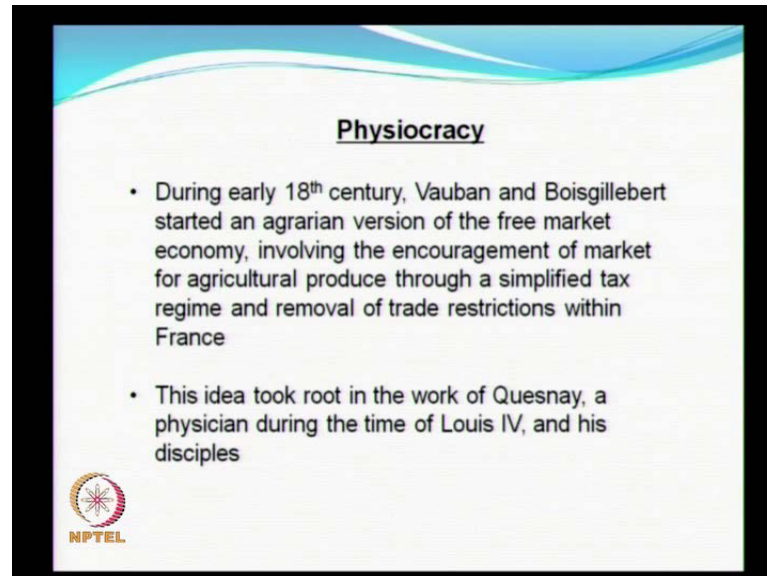 Physiocracy
• During early 18th century, Vauban and Boisgillebert
started an agrarian version of the free market
economy, involving the encouragement of market
for agricultural produce through a simplified tax
regime and removal of trade restrictions within
France
• This idea took root in the work of Quesnay, a
physician during the time of Louis IV, and his
disciples
NPTEL